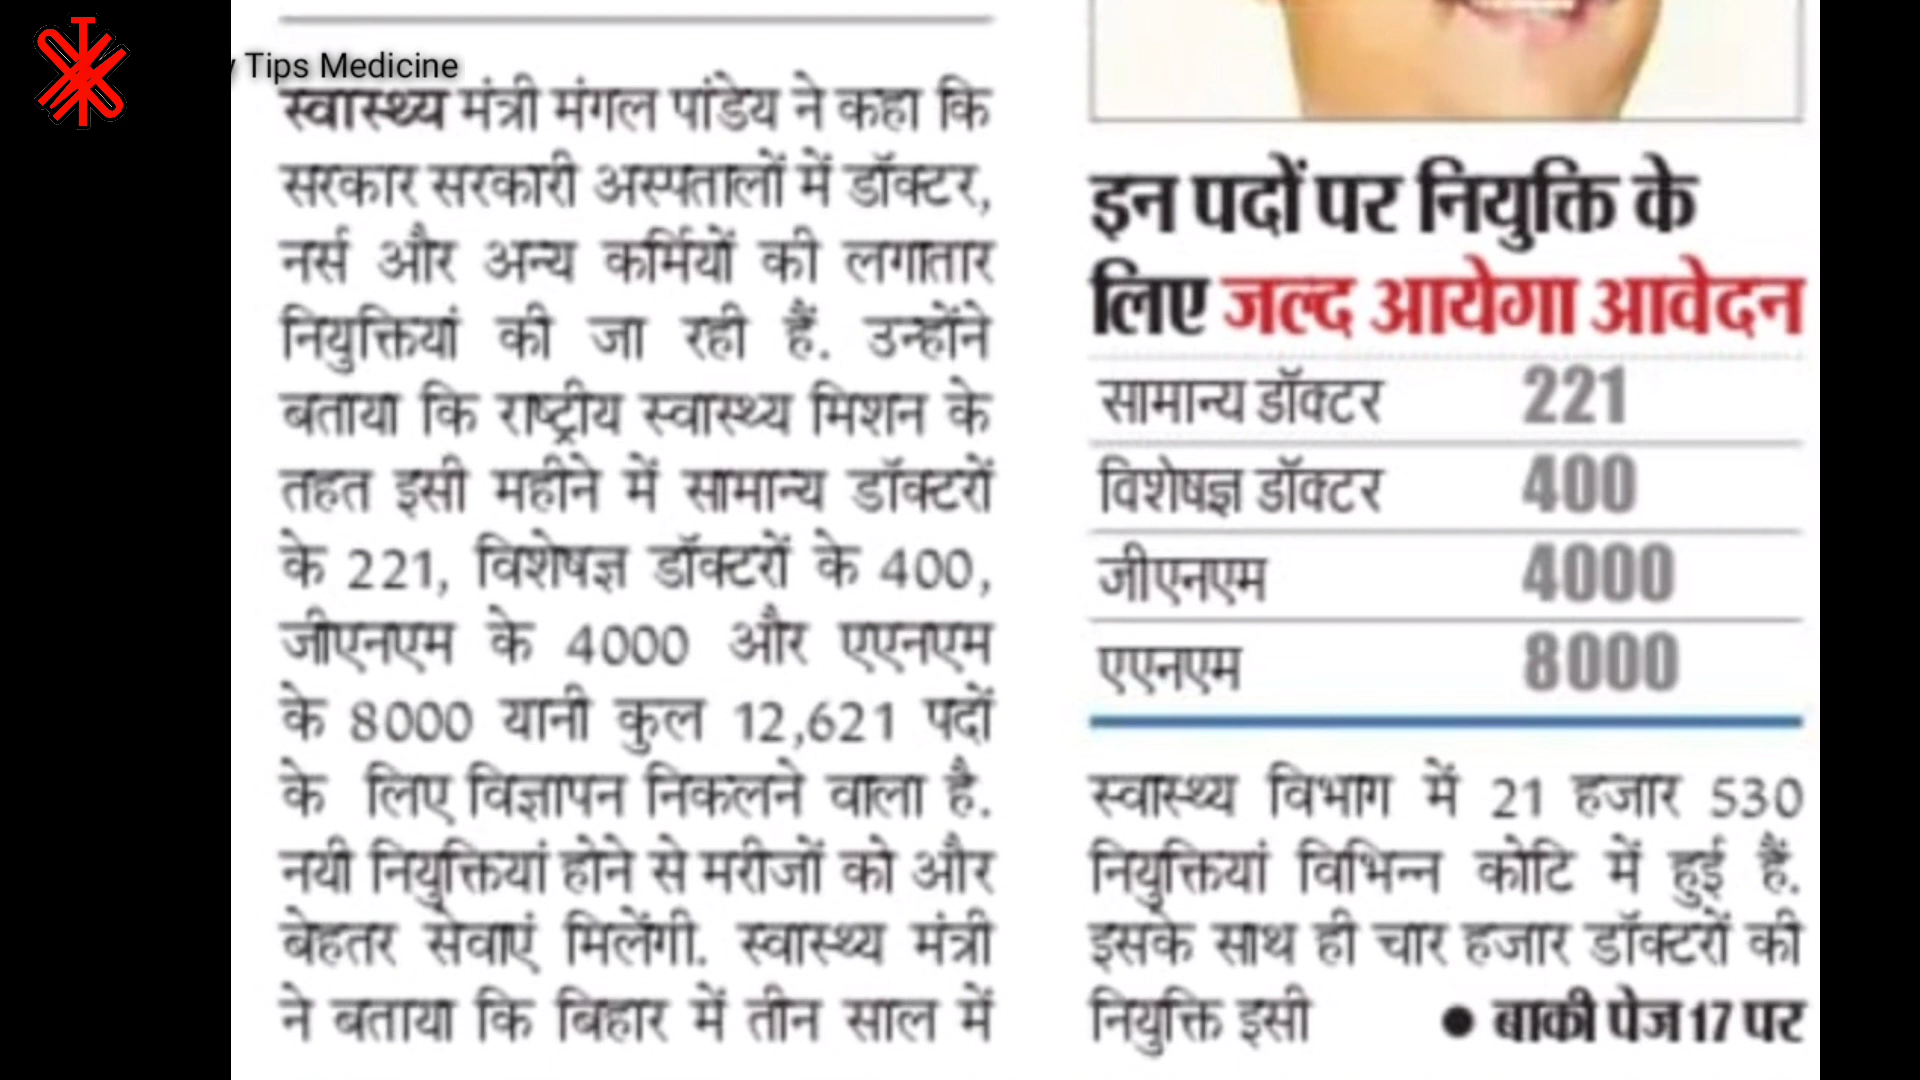 Tips Medicine
स्वास्थ्य मंत्री मंगल पांडेय ने कहा कि
सरकार सरकारी अस्पतालों में डॉक्टर,
नर्स और अन्य कर्मियों की लगातार
नियुक्तियां की जा रही हैं. उन्होंने
बताया कि राष्ट्रीय स्वास्थ्य मिशन के
तहत इसी महीने में सामान्य डॉक्टरों
के 221, विशेषज्ञ डॉक्टरों के 400,
जीएनएम के 4000 और एएनएम
के 8000 यानी कुल 12,621 पदों
के लिए विज्ञापन निकलने वाला है.
नयी नियुक्तियां होने से मरीजों को और
बेहतर सेवाएं मिलेंगी. स्वास्थ्य मंत्री
ने बताया कि बिहार में तीन साल में
इन पदों पर नियुक्ति के
लिए जल्द आयेगा आवेदन
सामान्य डॉक्टर 221
विशेषज्ञ डॉक्टर 400
जीएनएम 4000
एएनएम 8000
स्वास्थ्य विभाग में 21 हजार 530
नियुक्तियां विभिन्न कोटि में हुई हैं.
इसके साथ ही चार हजार डॉक्टरों की
नियुक्ति इसी ● बाकी पेज 17 पर